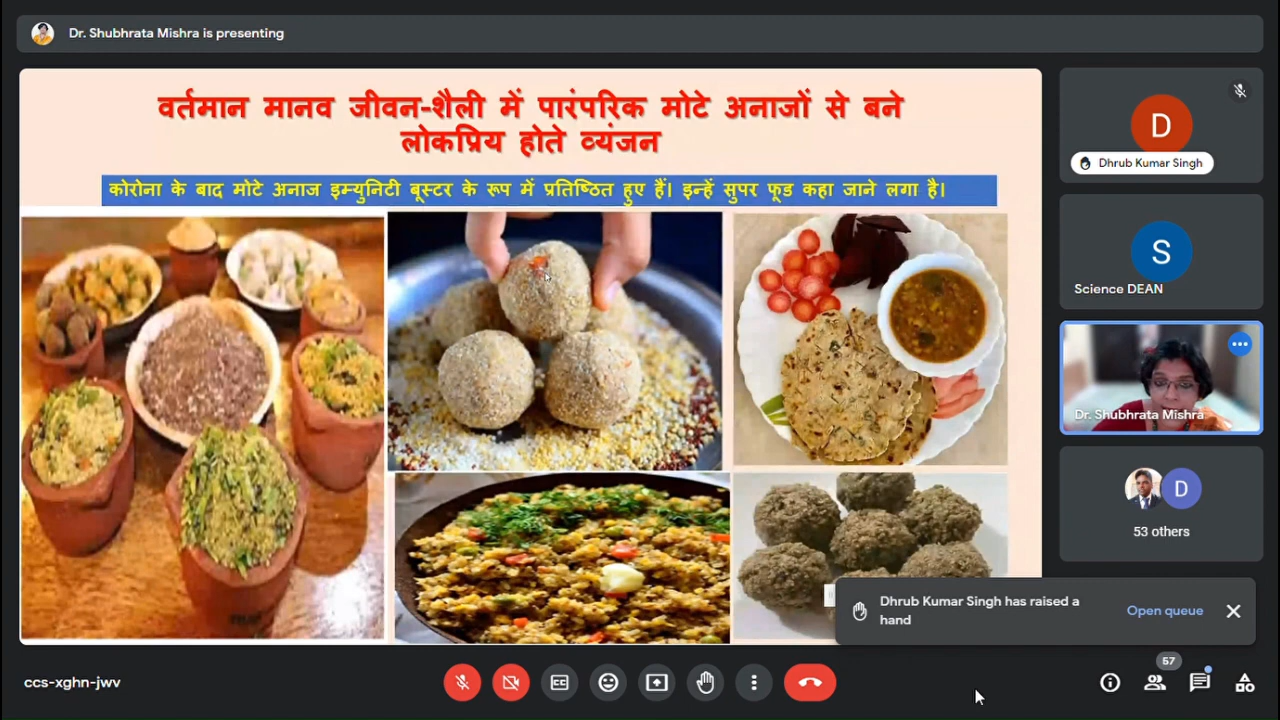 Dr. Shubhrata Mishra is presenting
वर्तमान मानव जीवन-शैली में पारंपरिक मोटे अनाजों से बने
लोकप्रिय होते व्यंजन
कोरोना के बाद मोटे अनाज इम्युनिटी बूस्टर के रूप में प्रतिष्ठित हुए हैं। इन्हें सुपर फूड कहा जाने लगा है।
D
Dhrub Kumar Singh
S
Science DEAN
Dr. Shubhrata Mishra
D
53 others
Dhrub Kumar Singh has raised a
hand
Open queue
ccs-xghn-jwv
CC
57